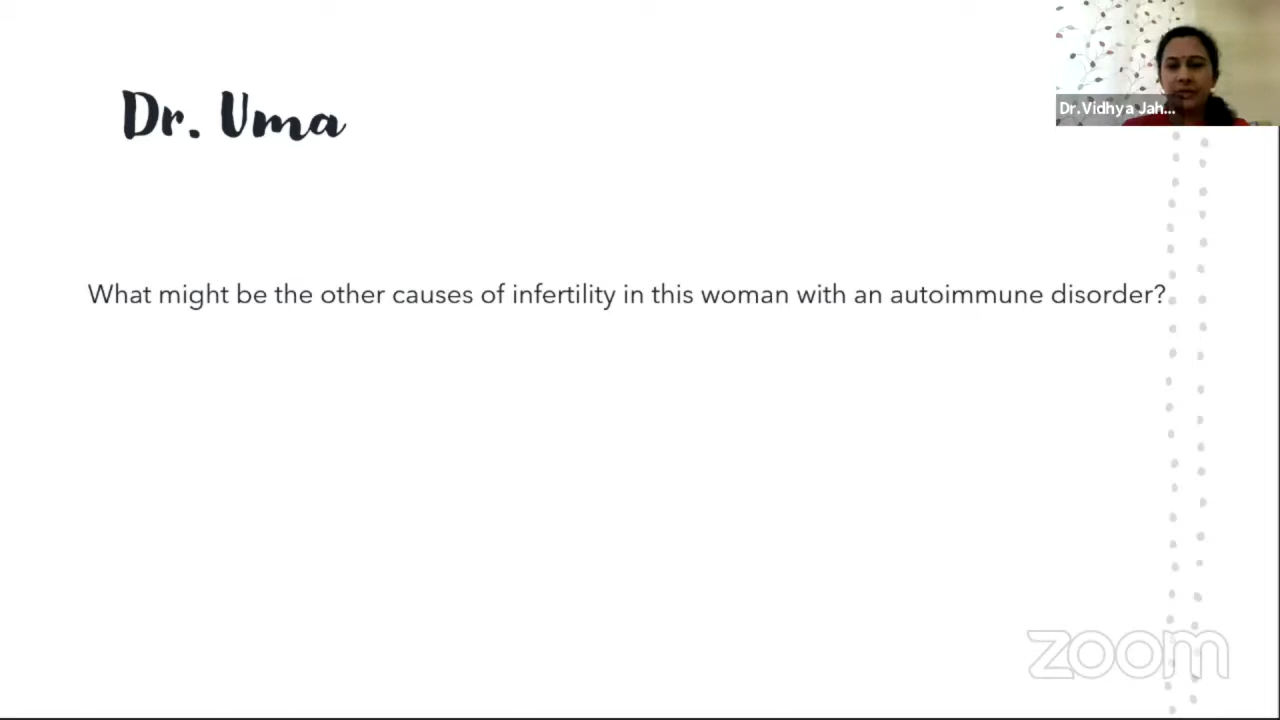 Dr. Uma
Dr.Vidhya Jah...
What might be the other causes of infertility in this woman with an autoimmune disorder?
zoom